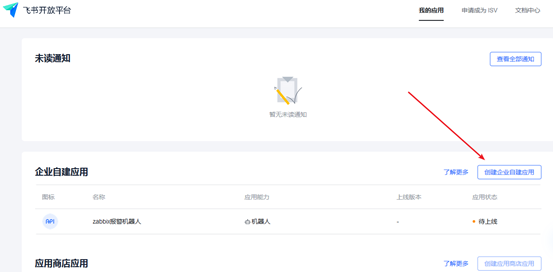 飞书开放平台
我的应用 申请成为 ISV 文档中心
未读通知 查看全部通知
暂无未读通知
企业自建应用 了解更多 创建企业自建应用
图标 名称 应用能力 上线版本 应用状态
API zabbix报警机器人 机器人 - 待上线
应用商店应用 了解更多 创建应用商店应用